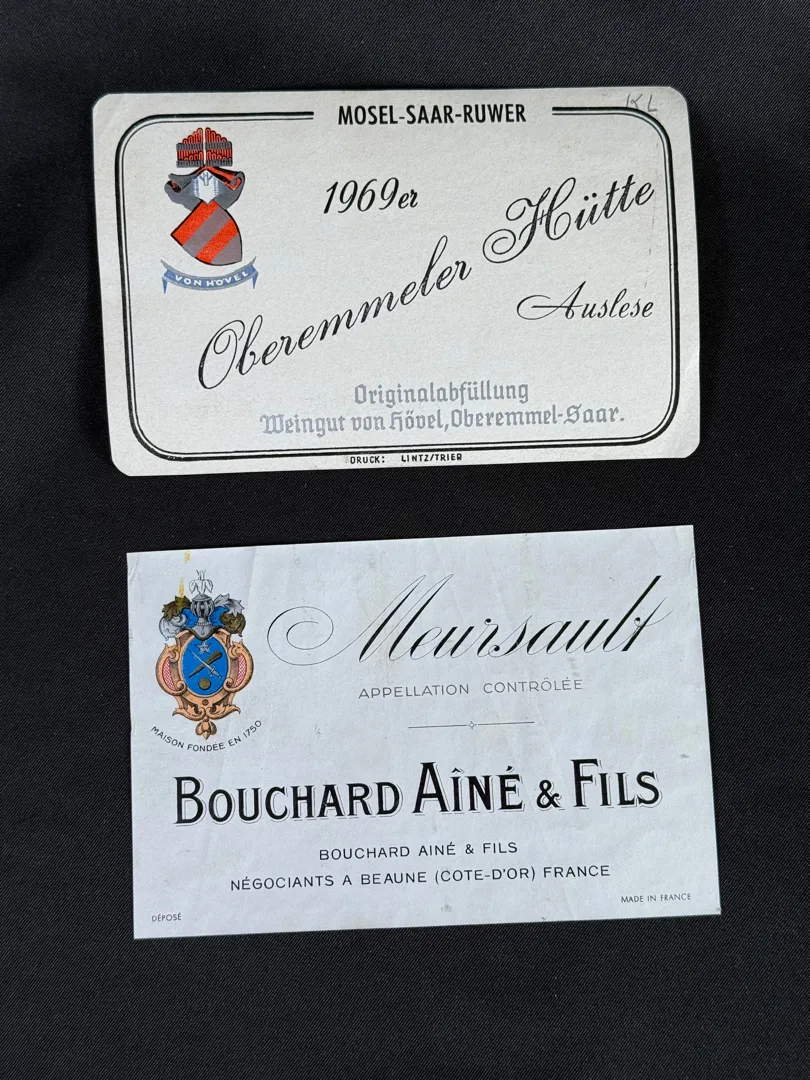 MOSEL-SAAR-RUWER
KL
VON HÖVEL
1969er
Oberemmeler Hütte
Auslese
Originalabfüllung
Weingut von Hövel, Oberemmel-Saar.
DRUCK: LINTZ/TRIER
Meursault
APPELLATION CONTRÔLÉE
MAISON FONDÉE EN 1750
BOUCHARD AÎNÉ & FILS
BOUCHARD AINÉ & FILS
NÉGOCIANTS A BEAUNE (COTE-D'OR) FRANCE
DÉPOSÉ
MADE IN FRANCE